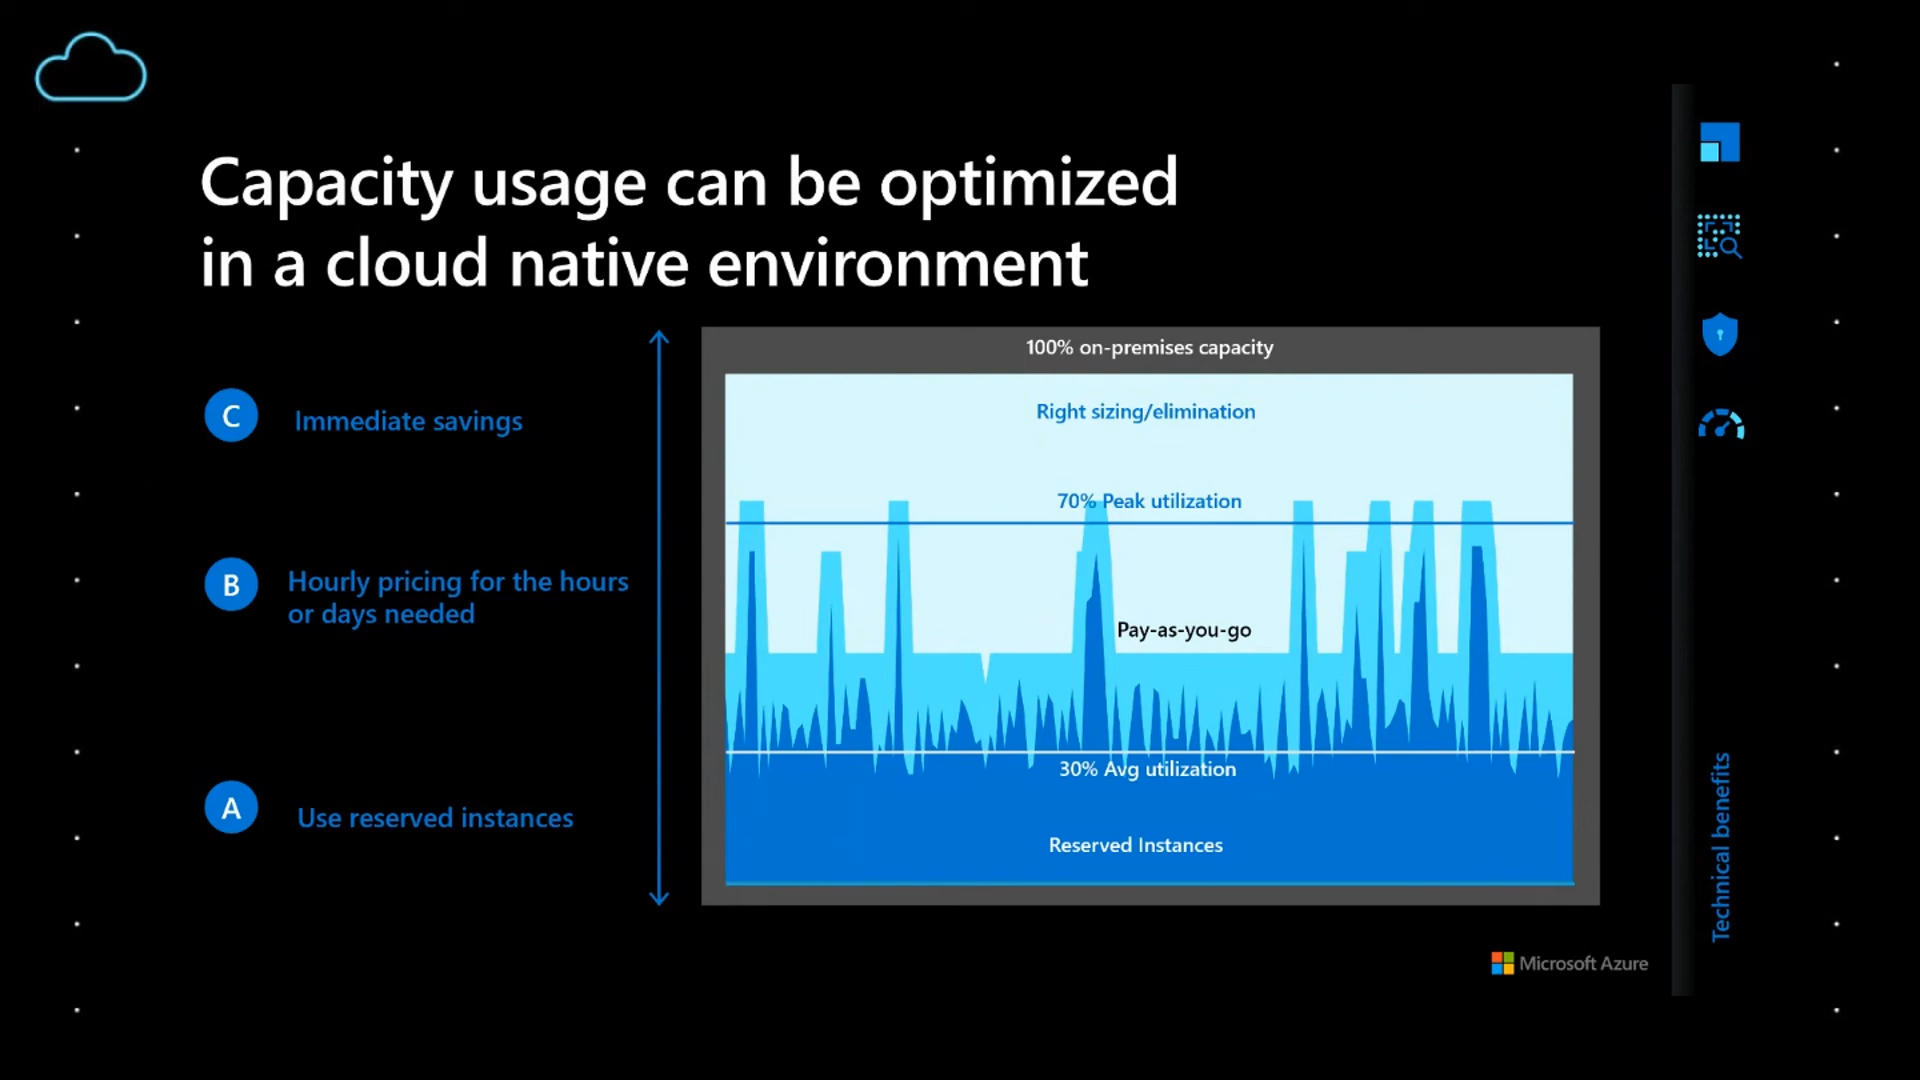 Capacity usage can be optimized
in a cloud native environment
C
Immediate savings
B
Hourly pricing for the hours
or days needed
A
Use reserved instances
100% on-premises capacity
Right sizing/elimination
70% Peak utilization
Pay-as-you-go
30% Avg utilization
Reserved Instances
Technical benefits
Microsoft Azure